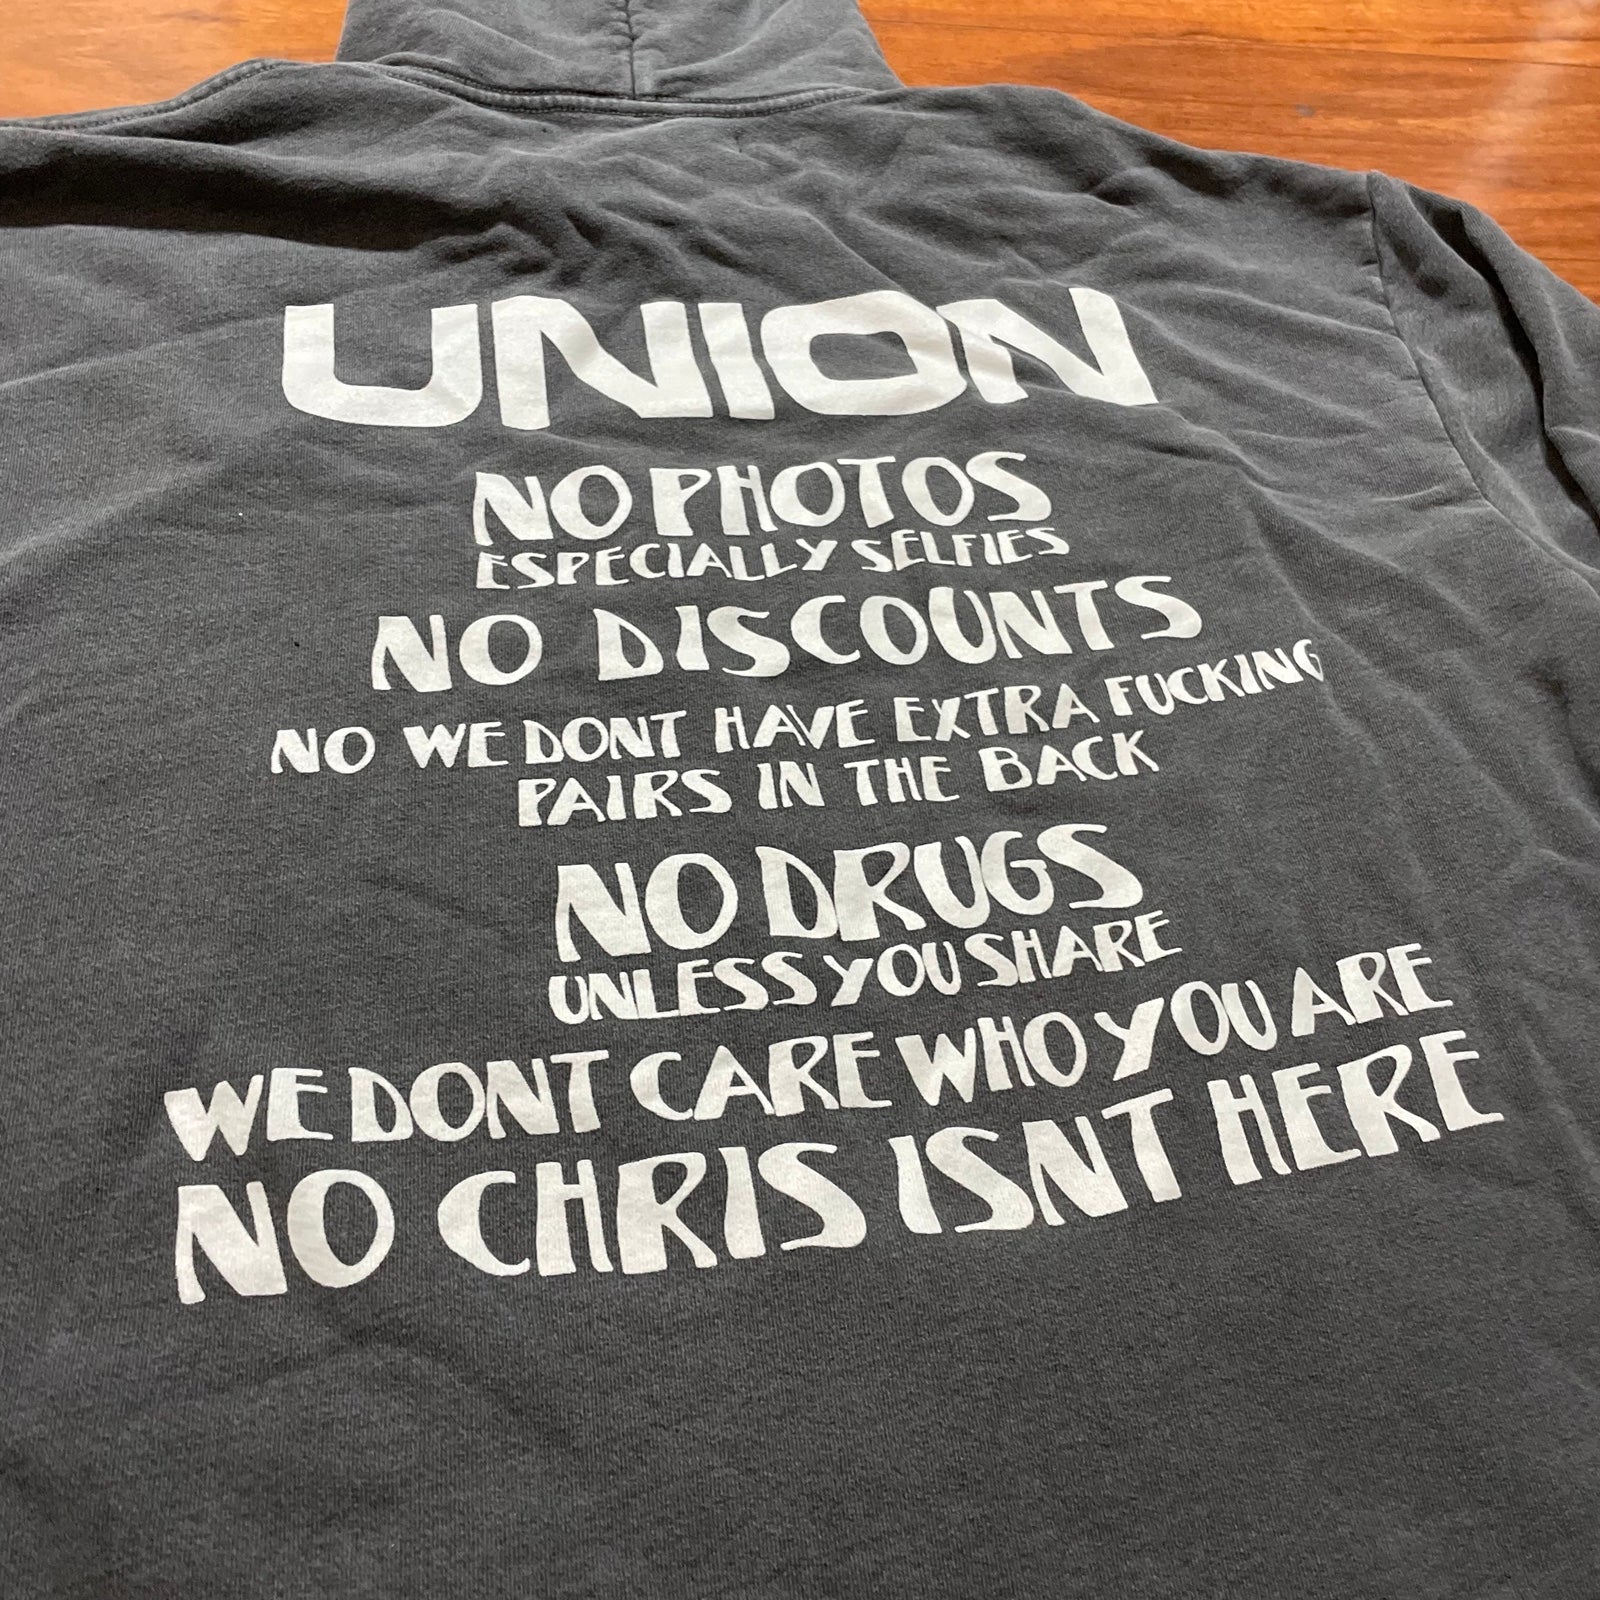 UNION
NO PHOTOS
ESPECIALLY SELFIES
NO DISCOUNTS
NO WE DONT HAVE EXTRA FUCKING
PAIRS IN THE BACK
NO DRUGS
UNLESS YOU SHARE
WE DONT CARE WHO YOU ARE
NO CHRIS ISNT HERE